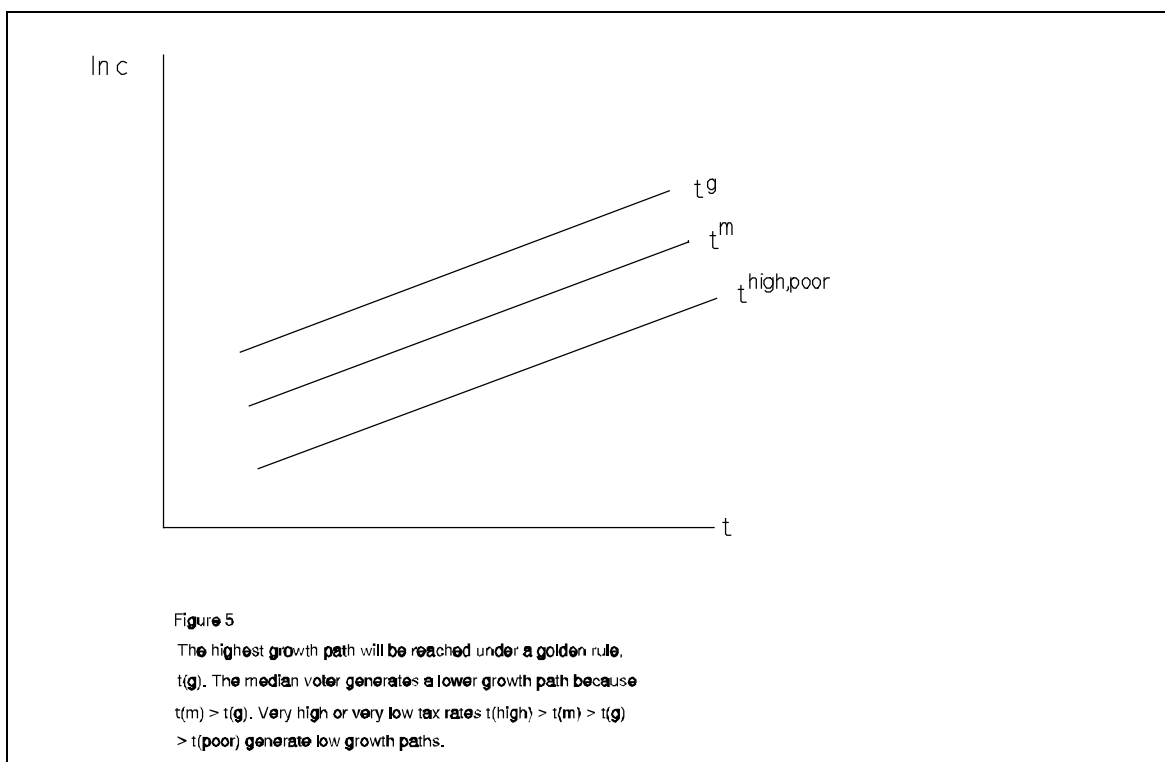 ln c
t^g
t^m
t^high,poor
t
Figure 5
The highest growth path will be reached under a golden rule,
t(g). The median voter generates a lower growth path because
t(m) > t(g). Very high or very low tax rates t(high) > t(m) > t(g)
> t(poor) generate low growth paths.